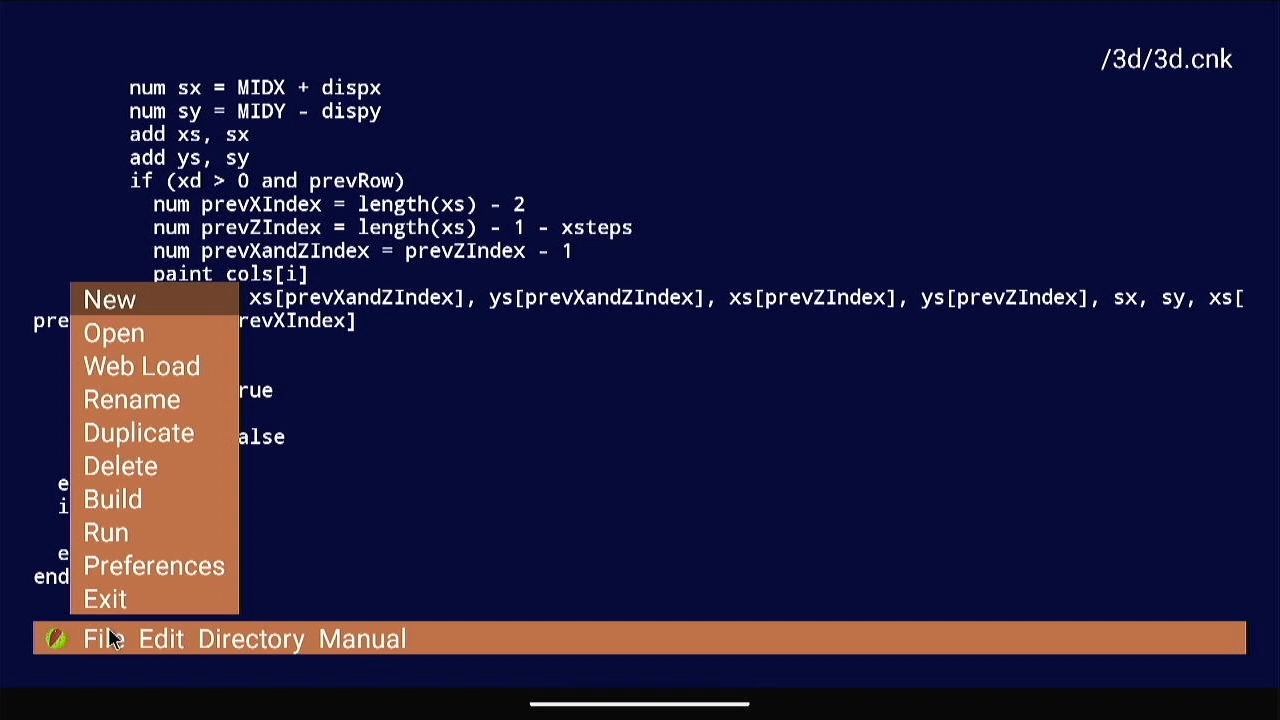 /3d/3d.cnk
num sx = MIDX + dispx
num sy = MIDY - dispy
add xs, sx
add ys, sy
if (xd > 0 and prevRow)
num prevXIndex = length(xs) - 2
num prevZIndex = length(xs) - 1 - xsteps
num prevXandZIndex = prevZIndex - 1
paint cols[i]
xs[prevXandZIndex], ys[prevXandZIndex], xs[prevZIndex], ys[prevZIndex], sx, sy, xs[
pre revXIndex]
rue
alse
e
i
e
end
New
Open
Web Load
Rename
Duplicate
Delete
Build
Run
Preferences
Exit
File Edit Directory Manual